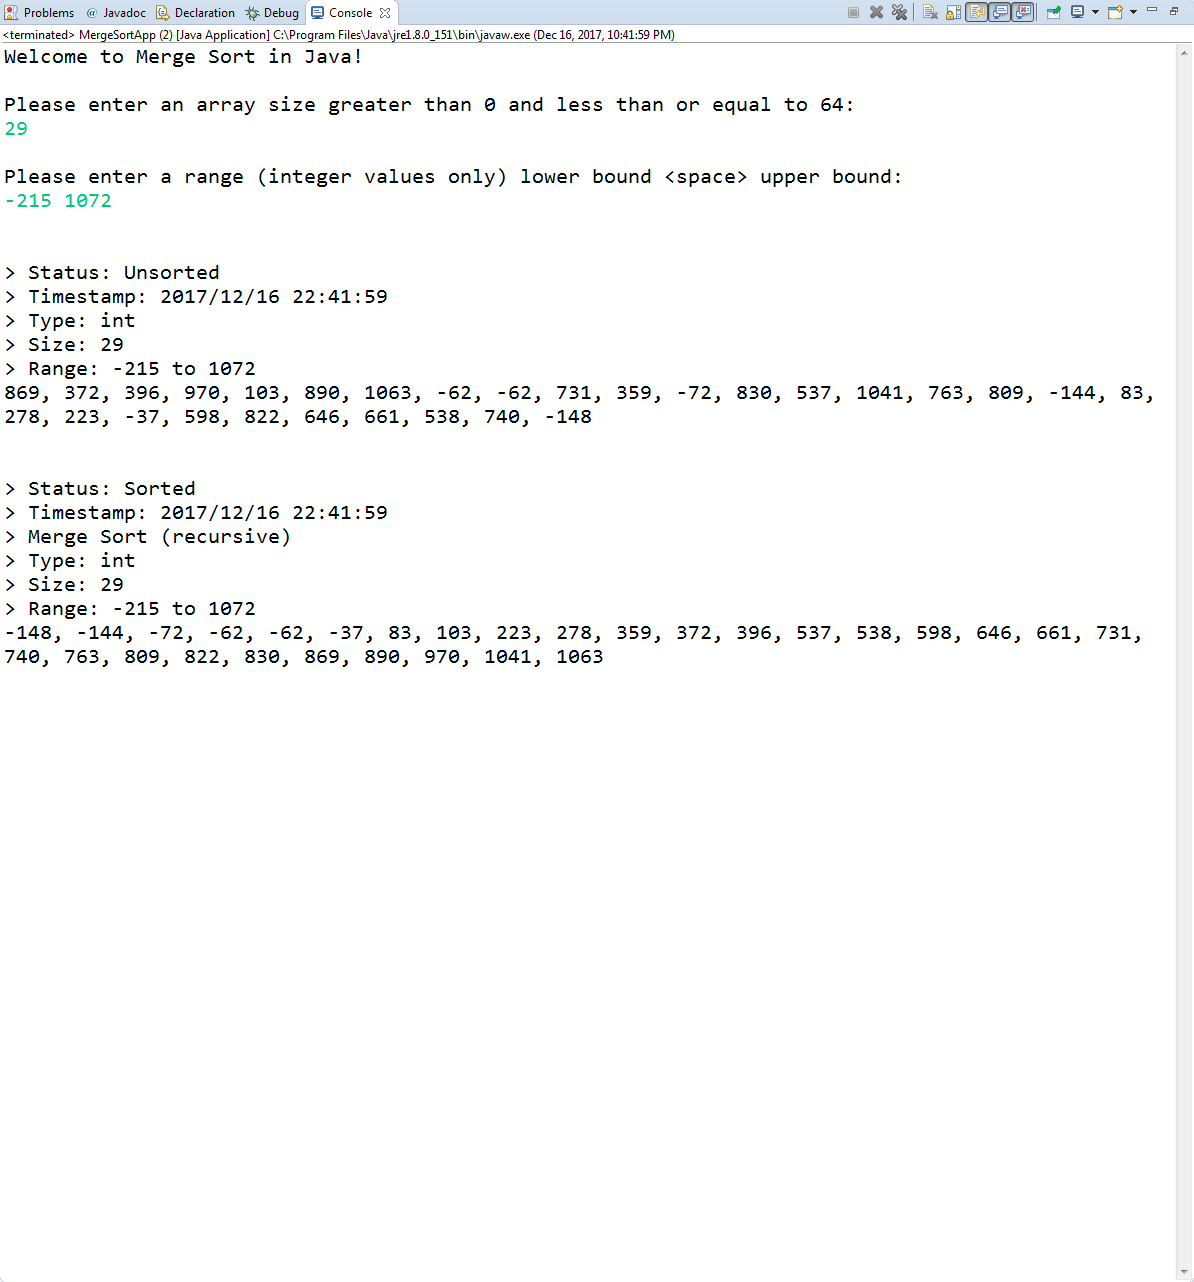 Problems @ Javadoc Declaration Debug Console
<terminated> MergeSortApp (2) [Java Application] C:\Program Files\Java\jre1.8.0_151\bin\javaw.exe (Dec 16, 2017, 10:41:59 PM)
Welcome to Merge Sort in Java!
Please enter an array size greater than 0 and less than or equal to 64:
29
Please enter a range (integer values only) lower bound <space> upper bound:
-215 1072
> Status: Unsorted
> Timestamp: 2017/12/16 22:41:59
> Type: int
> Size: 29
> Range: -215 to 1072
869, 372, 396, 970, 103, 890, 1063, -62, -62, 731, 359, -72, 830, 537, 1041, 763, 809, -144, 83,
278, 223, -37, 598, 822, 646, 661, 538, 740, -148
> Status: Sorted
> Timestamp: 2017/12/16 22:41:59
> Merge Sort (recursive)
> Type: int
> Size: 29
> Range: -215 to 1072
-148, -144, -72, -62, -62, -37, 83, 103, 223, 278, 359, 372, 396, 537, 538, 598, 646, 661, 731,
740, 763, 809, 822, 830, 869, 890, 970, 1041, 1063